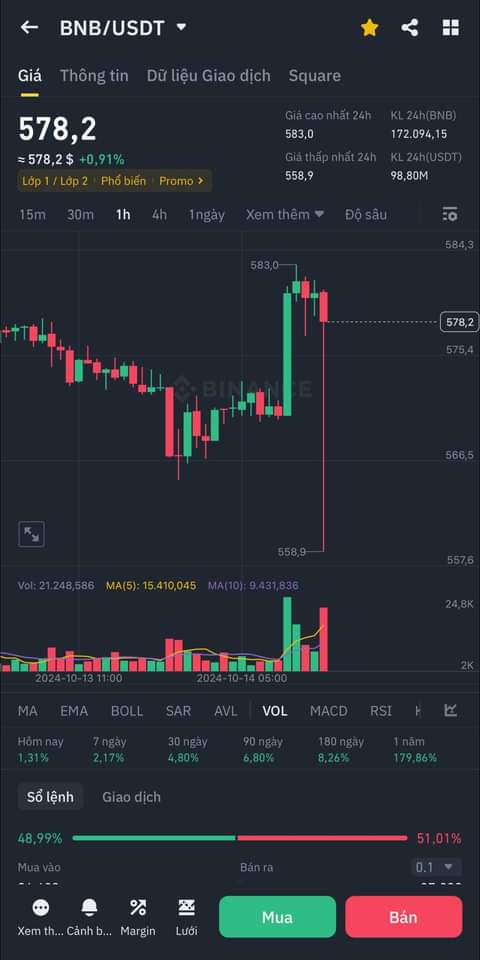 BNB/USDT
Giá Thông tin Dữ liệu Giao dịch Square
578,2
≈ 578,2 $ +0,91%
Lớp 1 / Lớp 2 Phổ biến Promo
Giá cao nhất 24h KL 24h(BNB)
583,0 172.094,15
Giá thấp nhất 24h KL 24h(USDT)
558,9 98,80M
15m 30m 1h 4h 1ngày Xem thêm Độ sâu
584,3
583,0
578,2
575,4
BINANCE
566,5
558,9
557,6
Vol: 21.248,586 MA(5): 15.410,045 MA(10): 9.431,836
24,8K
2K
2024-10-13 11:00 2024-10-14 05:00
MA EMA BOLL SAR AVL VOL MACD RSI
Hôm nay 7 ngày 30 ngày 90 ngày 180 ngày 1 năm
1,31% 2,17% 4,80% 6,80% 8,26% 179,86%
Sổ lệnh Giao dịch
48,99% 51,01%
Mua vào Bán ra 0.1
Xem th... Cảnh b... Margin Lưới Mua Bán